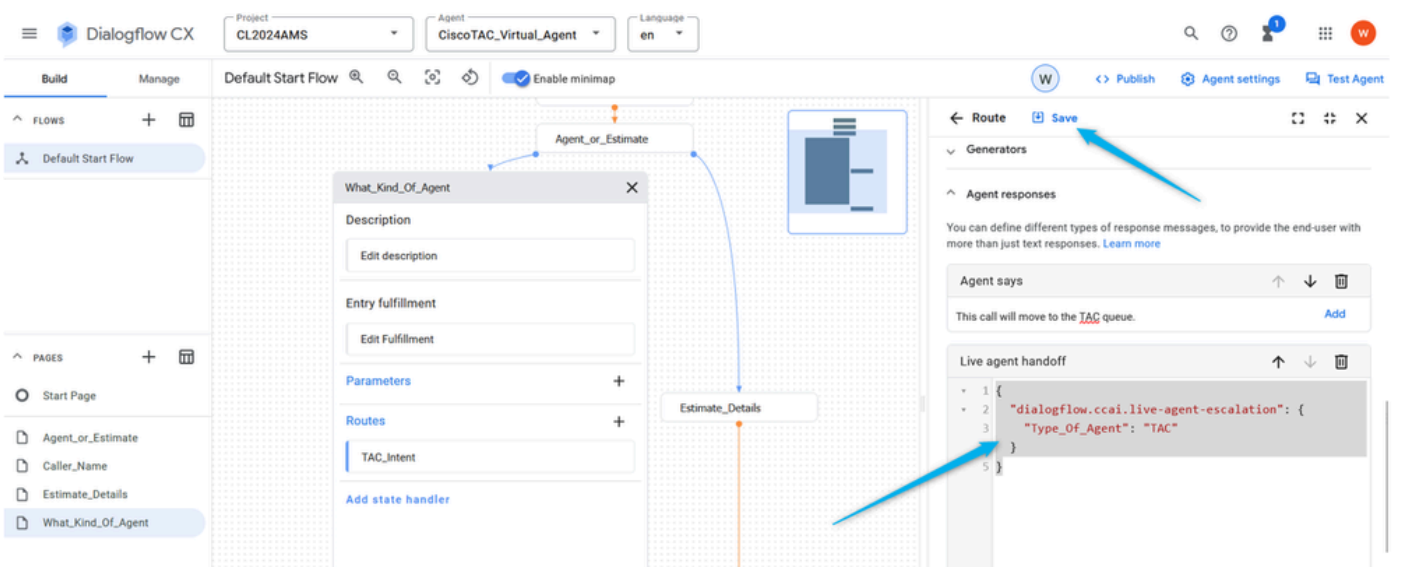 Dialogflow CX
Project
CL2024AMS
Agent
CiscoTAC_Virtual_Agent
Language
en
1
W
Build
Manage
Default Start Flow
Enable minimap
W
<> Publish
Agent settings
Test Agent
FLOWS
Default Start Flow
PAGES
Start Page
Agent_or_Estimate
Caller_Name
Estimate_Details
What_Kind_Of_Agent
Agent_or_Estimate
What_Kind_Of_Agent
Description
Edit description
Entry fulfillment
Edit Fulfillment
Parameters
Routes
TAC_Intent
Add state handler
Estimate_Details
Route
Save
Generators
Agent responses
You can define different types of response messages, to provide the end-user with
more than just text responses. Learn more
Agent says
This call will move to the TAC queue.
Add
Live agent handoff
1 {
2 "dialogflow.ccai.live-agent-escalation": {
3 "Type_Of_Agent": "TAC"
}
5 }